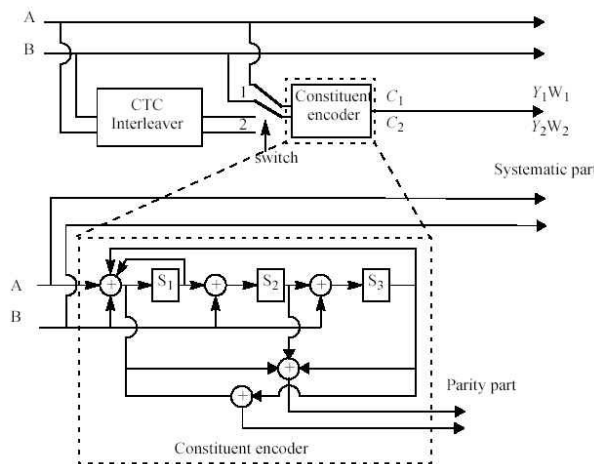 A
B
CTC
Interleaver
1
2
switch
Constituent
encoder
C1
C2
Y1W1
Y2W2
Systematic part
A
B
+
S1
+
S2
+
S3
+
+
Parity part
Constituent encoder